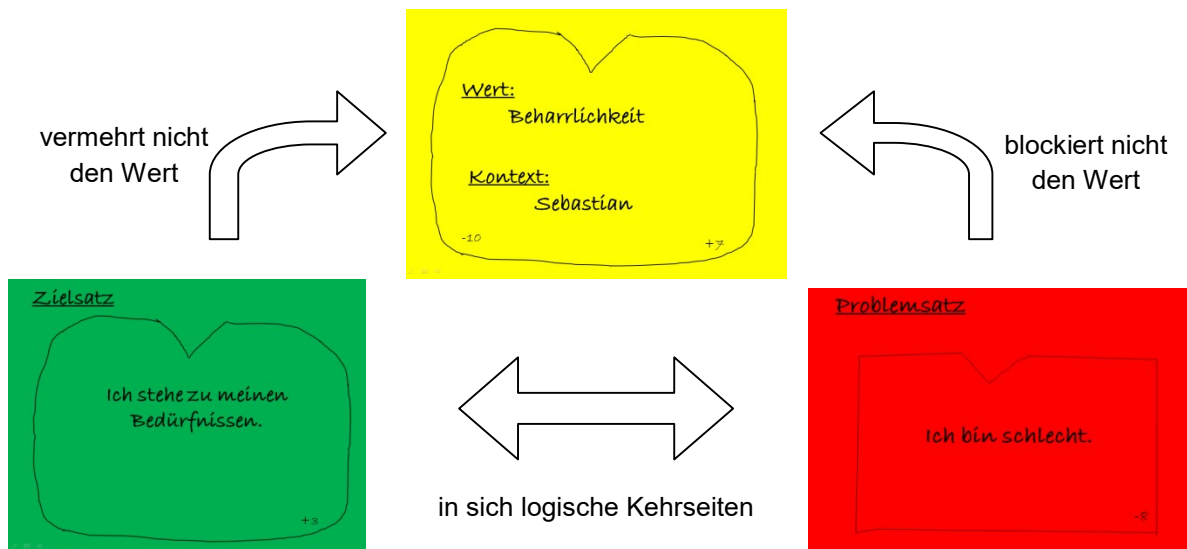 Wert:
Beharrlichkeit
Kontext:
Sebastian
-10
+7
vermehrt nicht
den Wert
blockiert nicht
den Wert
Zielsatz
Ich stehe zu meinen
Bedürfnissen.
+3
Problemsatz
Ich bin schlecht.
-8
in sich logische Kehrseiten